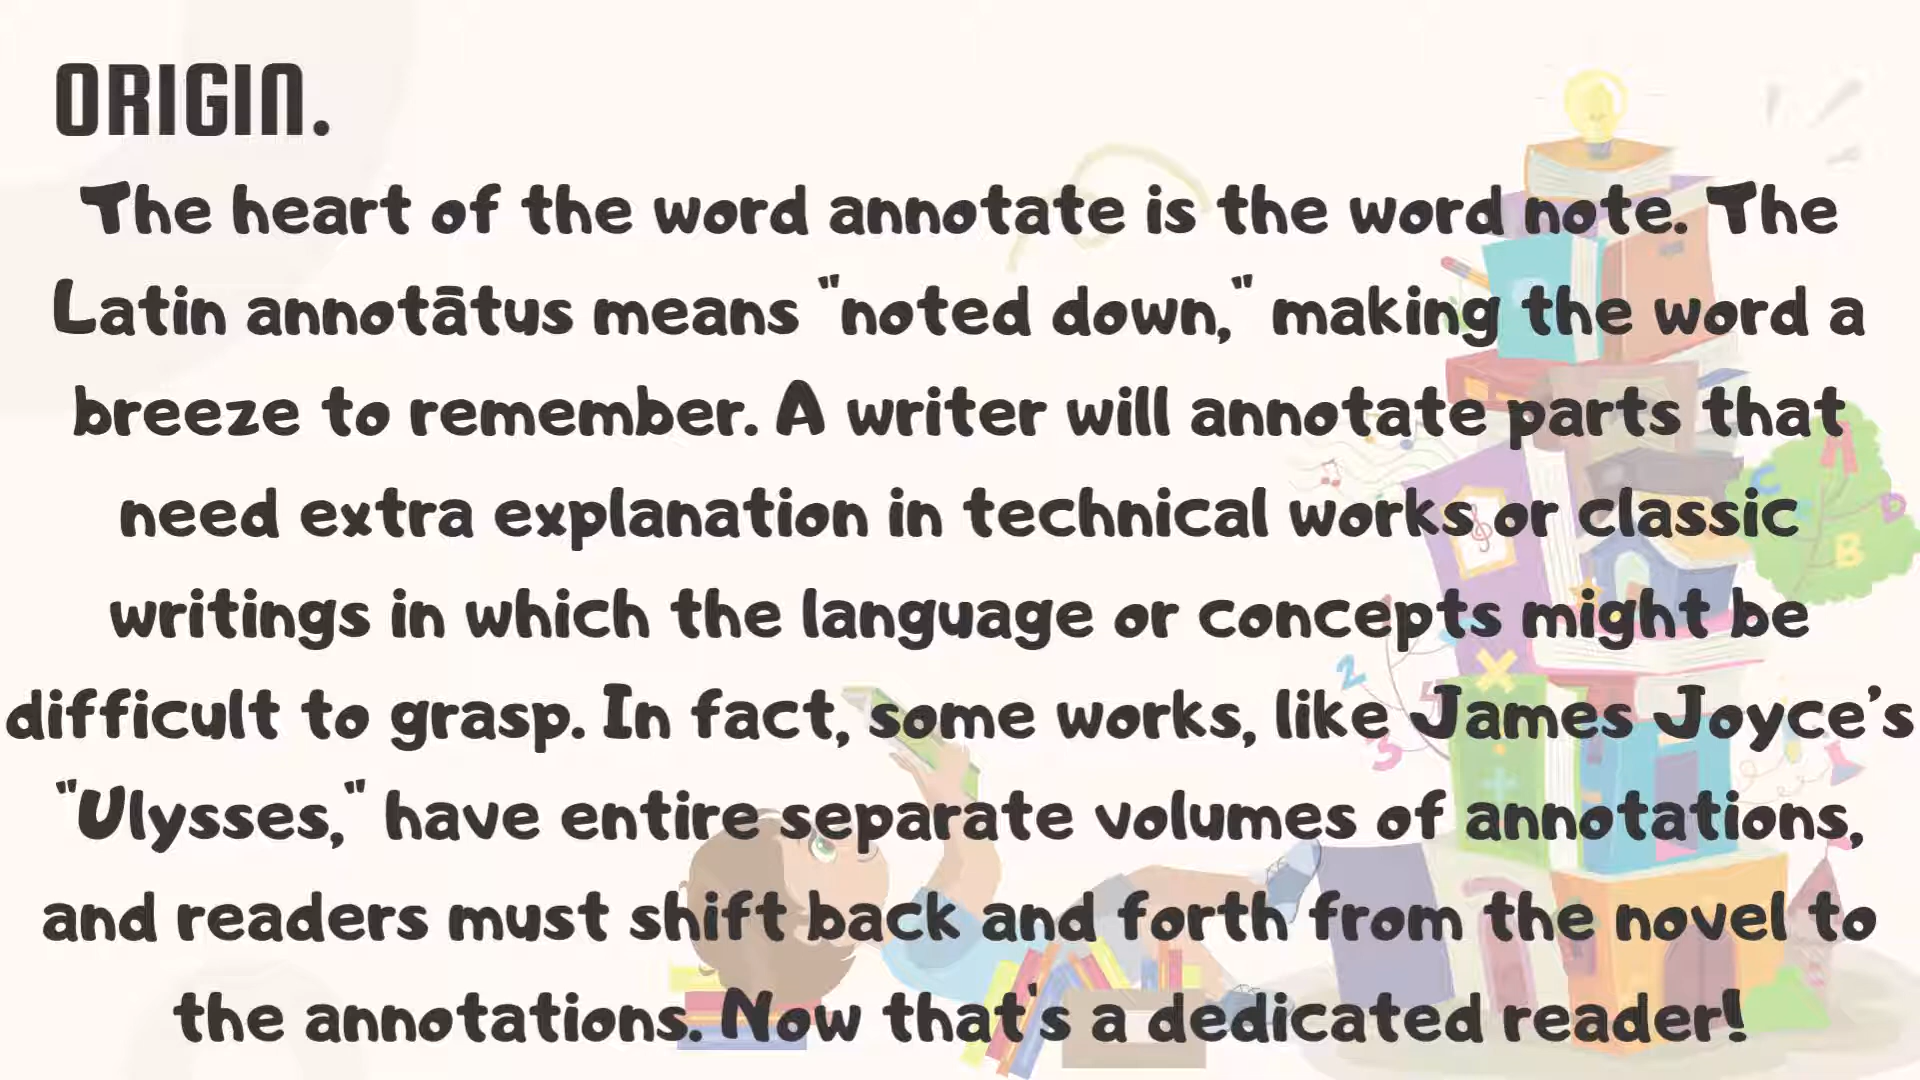 ORIGIN.
The heart of the word annotate is the word note. The
Latin annotātus means "noted down," making the word a
breeze to remember. A writer will annotate parts that
need extra explanation in technical works or classic
writings in which the language or concepts might be
difficult to grasp. In fact, some works, like James Joyce's
"Ulysses," have entire separate volumes of annotations,
and readers must shift back and forth from the novel to
the annotations. Now that's a dedicated reader!
A
C
D
B
2
3